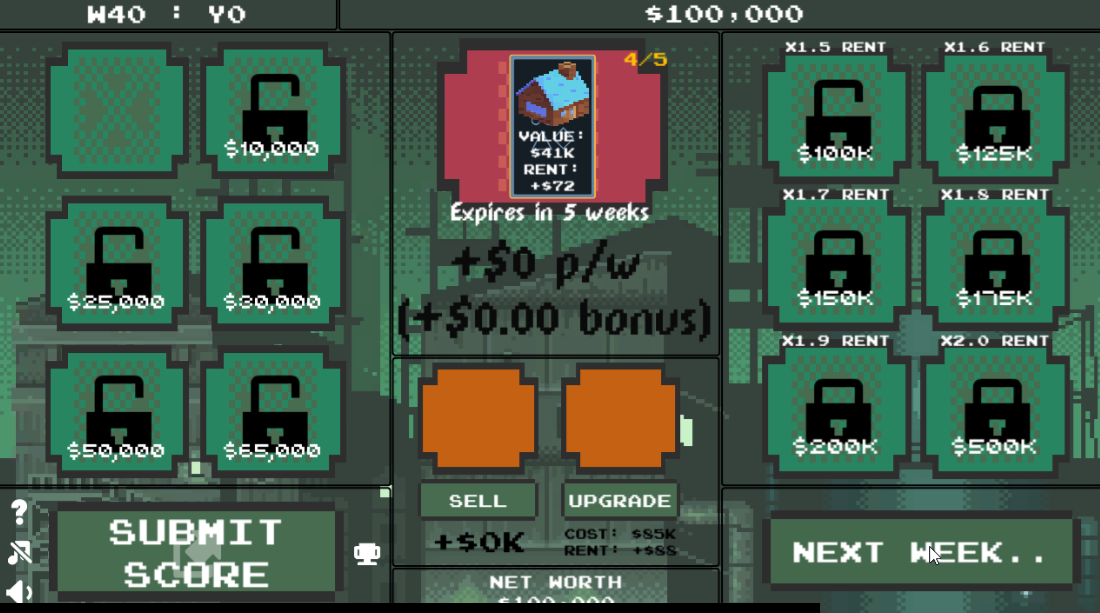 W40 : Y0
$100,000
$10,000
$25,000
$30,000
$50,000
$65,000
SUBMIT
SCORE
?
4/5
VALUE:
$41K
RENT:
+$72
Expires in 5 weeks
+$0 p/w
(+$0.00 bonus)
SELL
UPGRADE
+$0K
COST: $85K
RENT: +$88
NET WORTH
$100,000
X1.5 RENT
X1.6 RENT
$100K
$125K
X1.7 RENT
X1.8 RENT
$150K
$175K
X1.9 RENT
X2.0 RENT
$200K
$500K
NEXT WEEK..